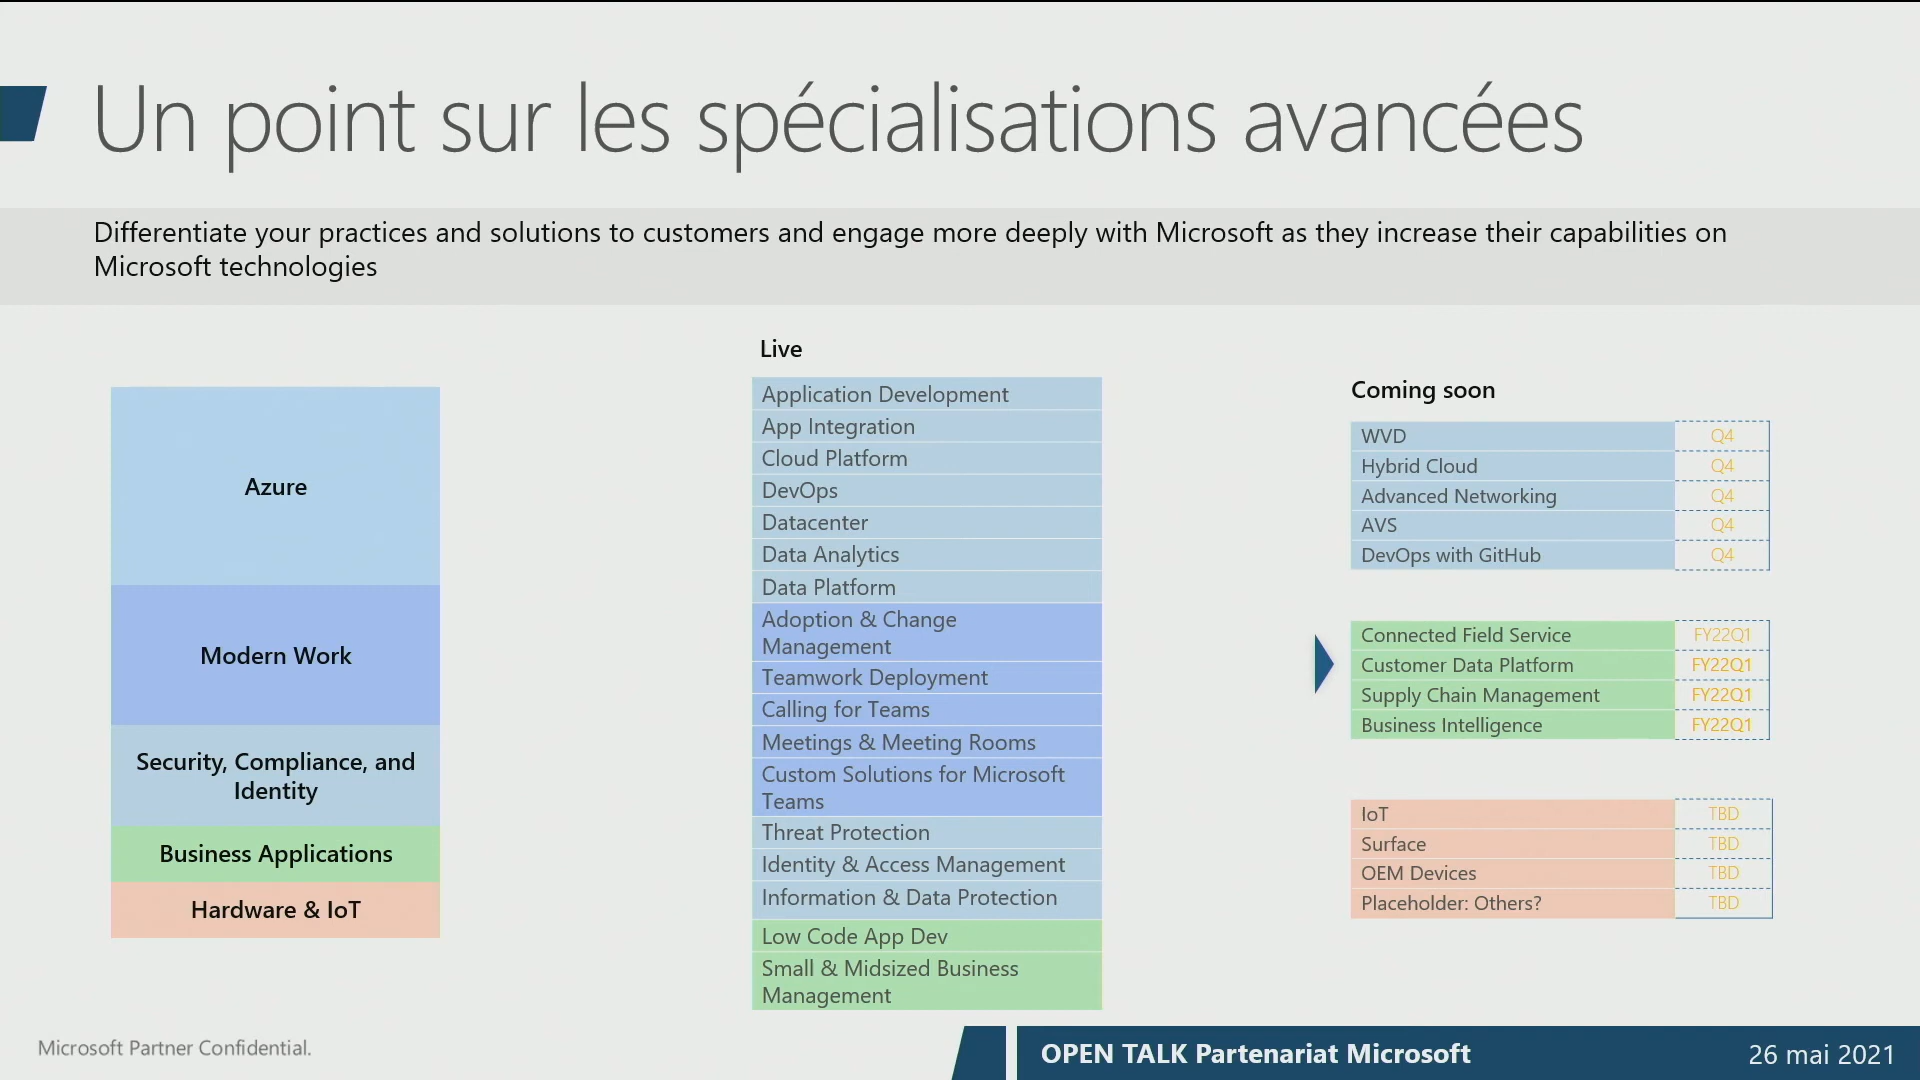 Un point sur les spécialisations avancées
Differentiate your practices and solutions to customers and engage more deeply with Microsoft as they increase their capabilities on
Microsoft technologies
Azure
Modern Work
Security, Compliance, and
Identity
Business Applications
Hardware & IoT
Live
Application Development
App Integration
Cloud Platform
DevOps
Datacenter
Data Analytics
Data Platform
Adoption & Change
Management
Teamwork Deployment
Calling for Teams
Meetings & Meeting Rooms
Custom Solutions for Microsoft
Teams
Threat Protection
Identity & Access Management
Information & Data Protection
Low Code App Dev
Small & Midsized Business
Management
Coming soon
WVD Q4
Hybrid Cloud Q4
Advanced Networking Q4
AVS Q4
DevOps with GitHub Q4
Connected Field Service FY22Q1
Customer Data Platform FY22Q1
Supply Chain Management FY22Q1
Business Intelligence FY22Q1
IoT TBD
Surface TBD
OEM Devices TBD
Placeholder: Others? TBD
Microsoft Partner Confidential.
OPEN TALK Partenariat Microsoft
26 mai 2021